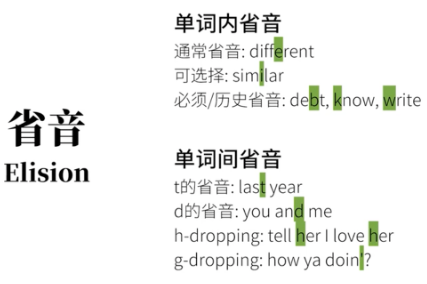 省音
Elision
单词内省音
通常省音: different
可选择: similar
必须/历史省音: debt, know, write
单词间省音
t的省音: last year
d的省音: you and me
h-dropping: tell her I love her
g-dropping: how ya doin'?